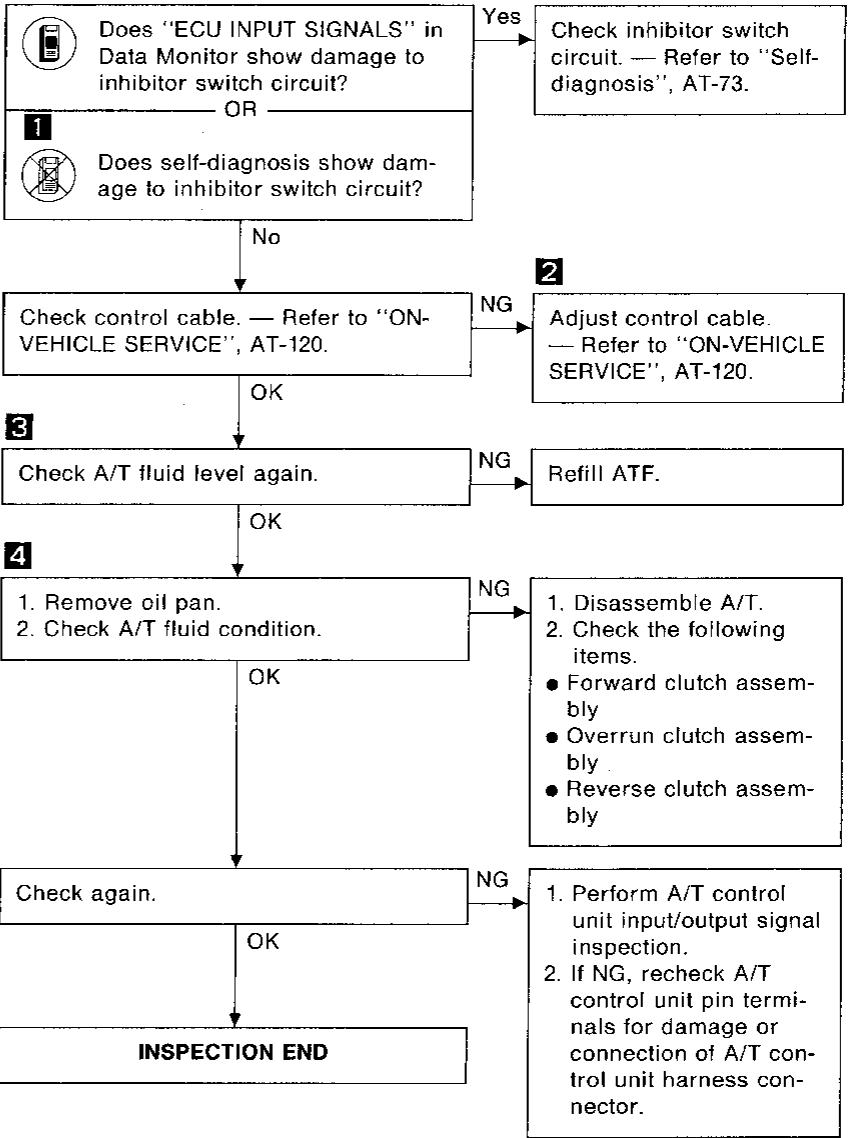 Does "ECU INPUT SIGNALS" in
Data Monitor show damage to
inhibitor switch circuit?
OR
1
Does self-diagnosis show dam-
age to inhibitor switch circuit?
Yes
Check inhibitor switch
circuit. — Refer to "Self-
diagnosis", AT-73.
No
Check control cable. — Refer to "ON-
VEHICLE SERVICE", AT-120.
NG
2
Adjust control cable.
— Refer to "ON-VEHICLE
SERVICE", AT-120.
OK
3
Check A/T fluid level again.
NG
Refill ATF.
OK
4
1. Remove oil pan.
2. Check A/T fluid condition.
NG
1. Disassemble A/T.
2. Check the following
items.
● Forward clutch assem-
bly
● Overrun clutch assem-
bly
● Reverse clutch assem-
bly
OK
Check again.
NG
1. Perform A/T control
unit input/output signal
inspection.
2. If NG, recheck A/T
control unit pin termi-
nals for damage or
connection of A/T con-
trol unit harness con-
nector.
OK
INSPECTION END